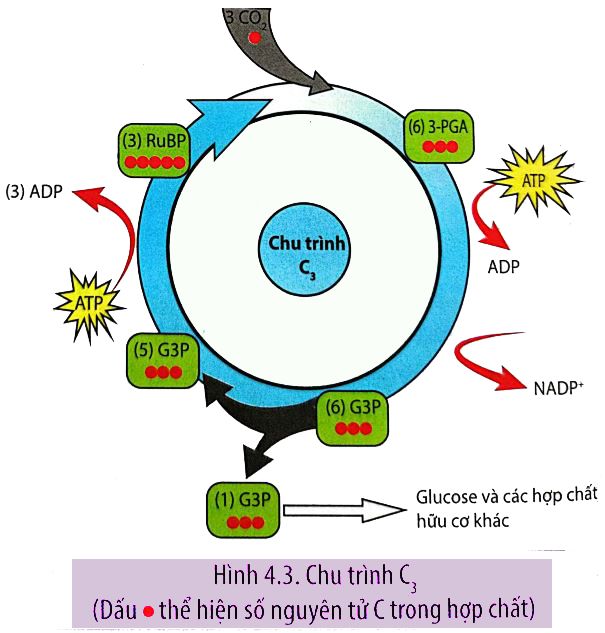 3 CO₂
(3) RuBP
(6) 3-PGA
ATP
(3) ADP
Chu trình
C₃
ADP
ATP
(5) G3P
NADP⁺
(6) G3P
(1) G3P
Glucose và các hợp chất
hữu cơ khác
Hình 4.3. Chu trình C₃
(Dấu ● thể hiện số nguyên tử C trong hợp chất)